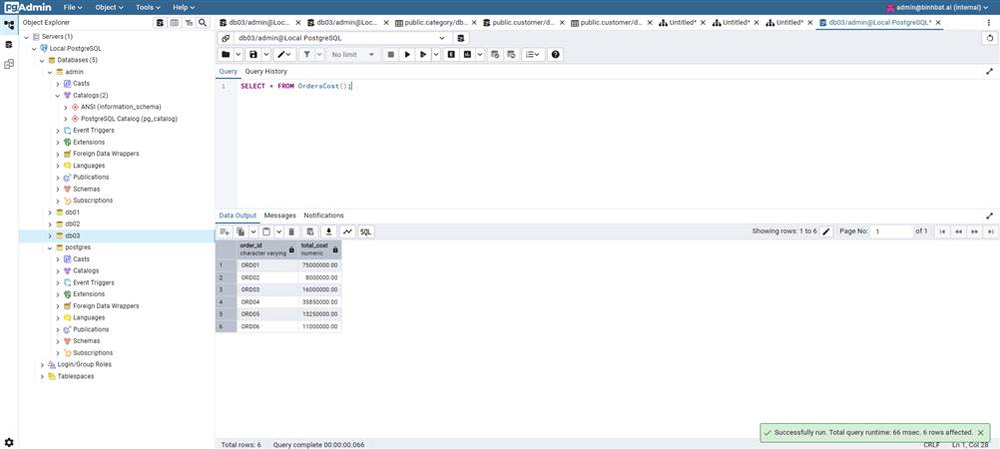 pgAdmin File Object Tools Help admin@binhbat.ai (internal)
Object Explorer
db03/admin@Loc...
db03/admin@Loc...
public.category/db...
public.customer/d...
public.customer/d...
Untitled*
Untitled*
Untitled*
db03/admin@Local PostgreSQL*
Servers (1)
Local PostgreSQL
Databases (5)
admin
Casts
Catalogs (2)
ANSI (information_schema)
PostgreSQL Catalog (pg_catalog)
Event Triggers
Extensions
Foreign Data Wrappers
Languages
Publications
Schemas
Subscriptions
db01
db02
db03
postgres
Casts
Catalogs
Event Triggers
Extensions
Foreign Data Wrappers
Languages
Publications
Schemas
Subscriptions
Login/Group Roles
Tablespaces
db03/admin@Local PostgreSQL
No limit
Query Query History
1 SELECT * FROM OrdersCost();
Data Output Messages Notifications
SQL
Showing rows: 1 to 6 Page No: 1 of 1
order_id total_cost
character varying numeric
1 ORD01 75000000.00
2 ORD02 8000000.00
3 ORD03 16000000.00
4 ORD04 35850000.00
5 ORD05 13250000.00
6 ORD06 11000000.00
Successfully run. Total query runtime: 66 msec. 6 rows affected.
Total rows: 6 Query complete 00:00:00.066 CRLF Ln 1, Col 28